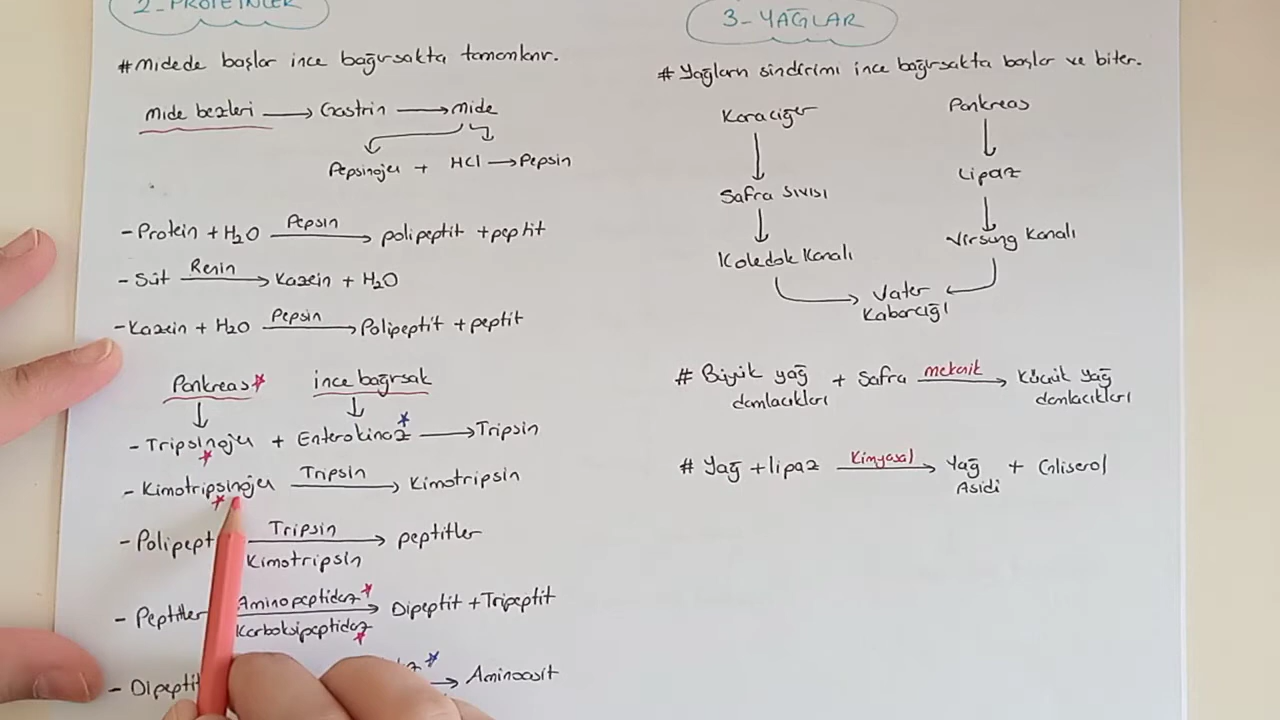 2-PROTEİNLER
#Midede başlar ince bağırsakta tamamlanır.
Mide bezleri → Gastrin → mide
Pepsinojen + HCl → Pepsin
-Protein + H₂O Pepsin → polipeptit + peptit
-Süt Renin → Kazein + H₂O
-Kazein + H₂O Pepsin → Polipeptit + peptit
Pankreas* ince bağırsak
-Tripsinojen + Enterokinaz → Tripsin
-Kimotripsinojen Tripsin → Kimotripsin
-Polipept Tripsin → peptitler
Kimotripsin
-Peptitler Aminopeptidaz* → Dipeptit + Tripeptit
Karboksipeptidaz
-Dipeptit → Aminoasit
3-YAĞLAR
#Yağların sindirimi ince bağırsakta başlar ve biter.
Karaciğer Pankreas
Safra sıvısı Lipaz
Koledok Kanalı Virsung Kanalı
Vater
Kabarcığı
# Büyük yağ + Safra mekanik → Küçük yağ
damlacıkları damlacıkları
# Yağ + lipaz Kimyasal → Yağ + Gliserol
Asidi